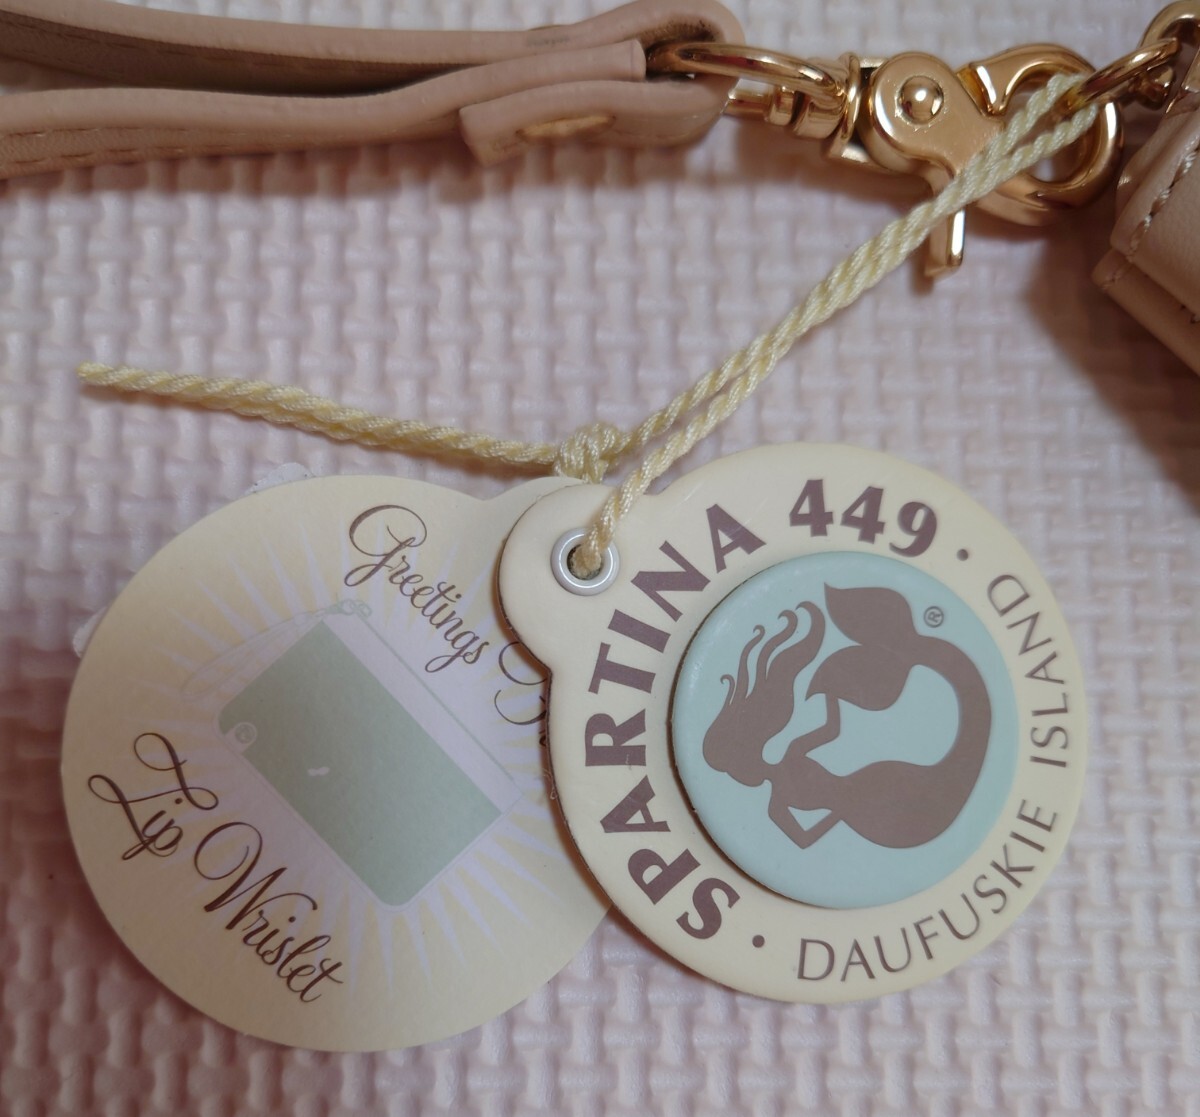 Greetings
Zip Wrislet
SPARTINA 449 •
DAUFUSKIE ISLAND •
®